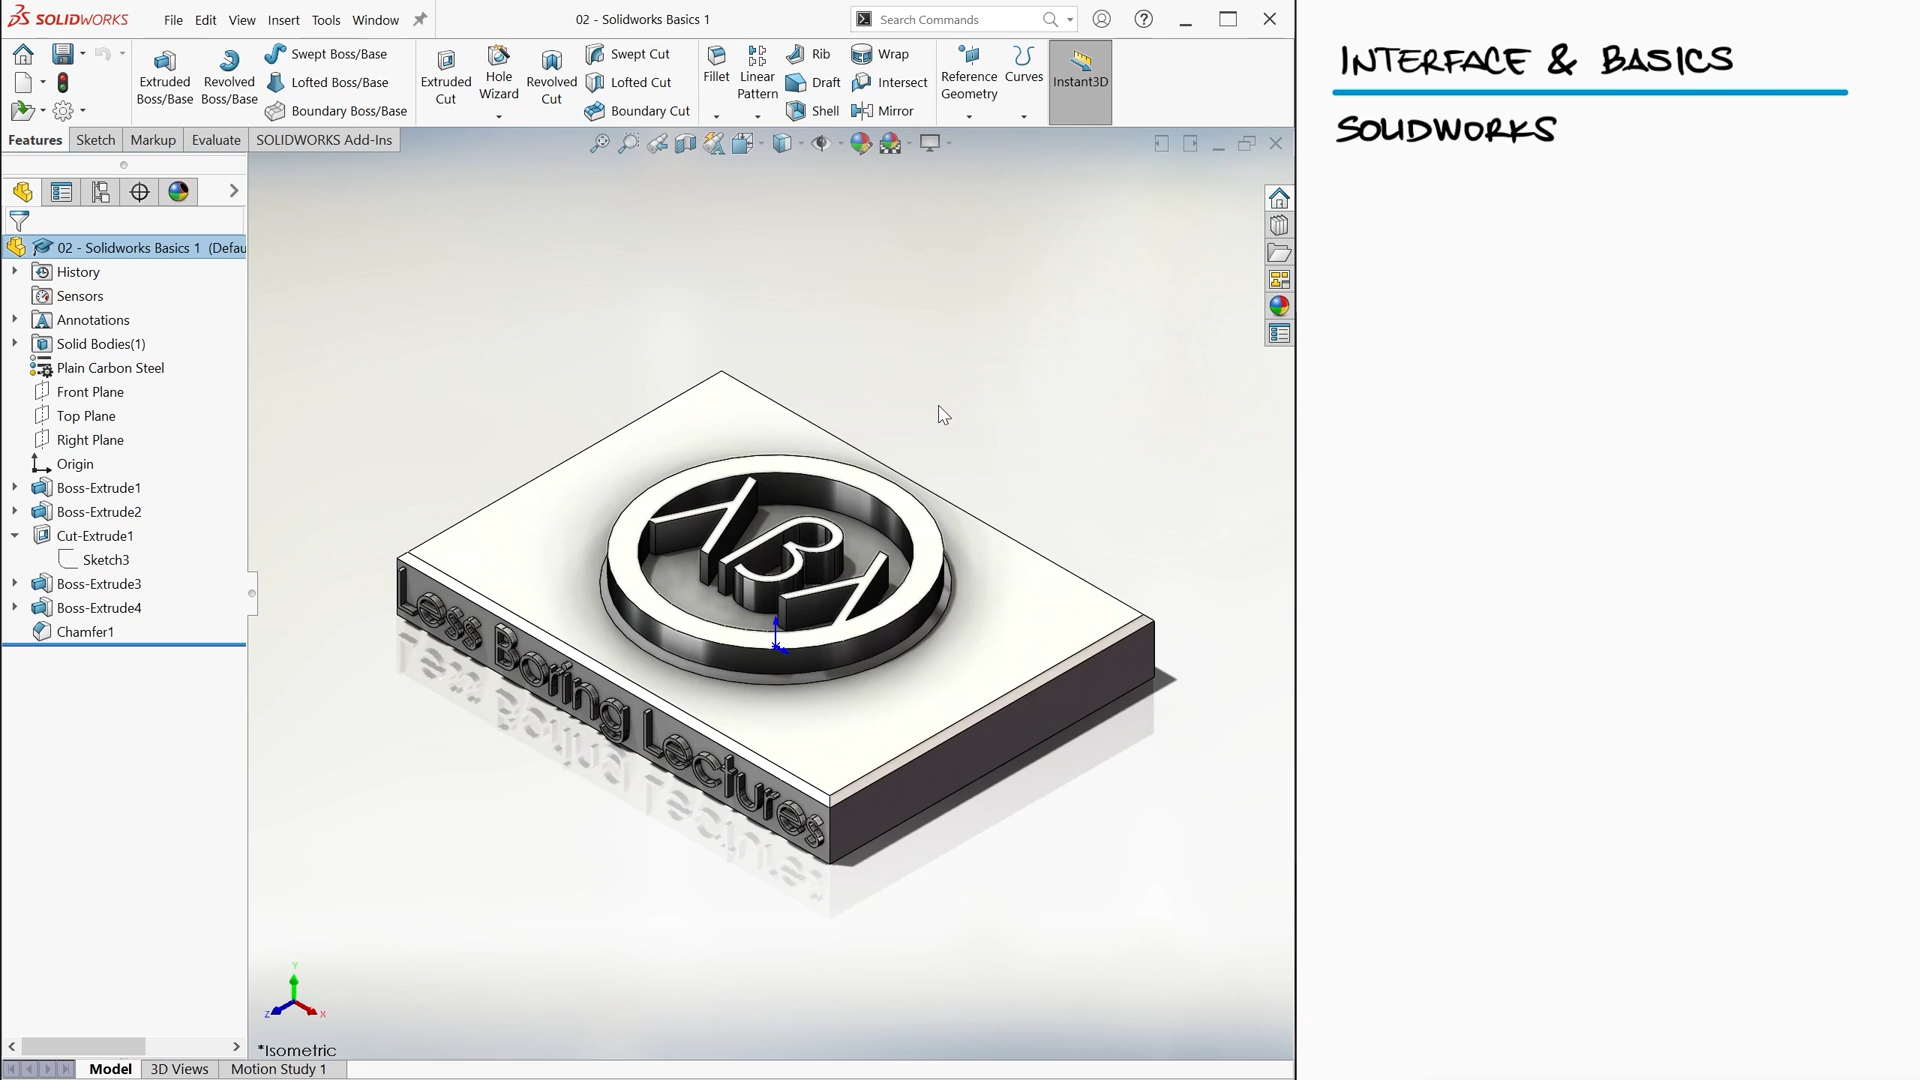 SOLIDWORKS File Edit View Insert Tools Window 02 - Solidworks Basics 1 Search Commands
Extruded Boss/Base
Revolved Boss/Base
Swept Boss/Base
Lofted Boss/Base
Boundary Boss/Base
Extruded Cut
Hole Wizard
Revolved Cut
Swept Cut
Lofted Cut
Boundary Cut
Fillet
Linear Pattern
Rib
Draft
Shell
Wrap
Intersect
Mirror
Reference Geometry
Curves
Instant3D
Features Sketch Markup Evaluate SOLIDWORKS Add-Ins
02 - Solidworks Basics 1 (Defau
History
Sensors
Annotations
Solid Bodies(1)
Plain Carbon Steel
Front Plane
Top Plane
Right Plane
Origin
Boss-Extrude1
Boss-Extrude2
Cut-Extrude1
Sketch3
Boss-Extrude3
Boss-Extrude4
Chamfer1
Less Boring Lectures
Y
Z
X
*Isometric
Model 3D Views Motion Study 1
INTERFACE & BASICS
SOLIDWORKS